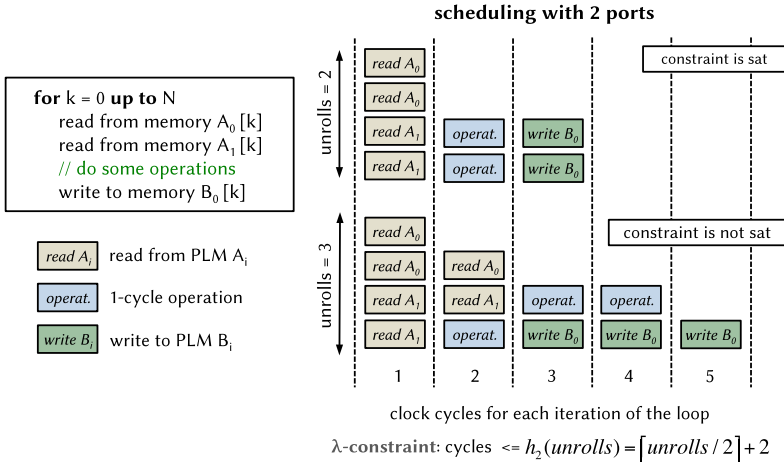 scheduling with 2 ports
for k = 0 up to N
read from memory A₀ [k]
read from memory A₁ [k]
// do some operations
write to memory B₀ [k]
read Aᵢ read from PLM Aᵢ
operat. 1-cycle operation
write Bᵢ write to PLM Bᵢ
unrolls = 2
constraint is sat
read A₀
read A₀
read A₁ operat. write B₀
read A₁ operat. write B₀
unrolls = 3
constraint is not sat
read A₀
read A₀ read A₀
read A₁ read A₁ operat. operat.
read A₁ operat. write B₀ write B₀ write B₀
1 2 3 4 5
clock cycles for each iteration of the loop
λ-constraint: cycles <= h₂(unrolls) = ⌈unrolls / 2⌉ + 2